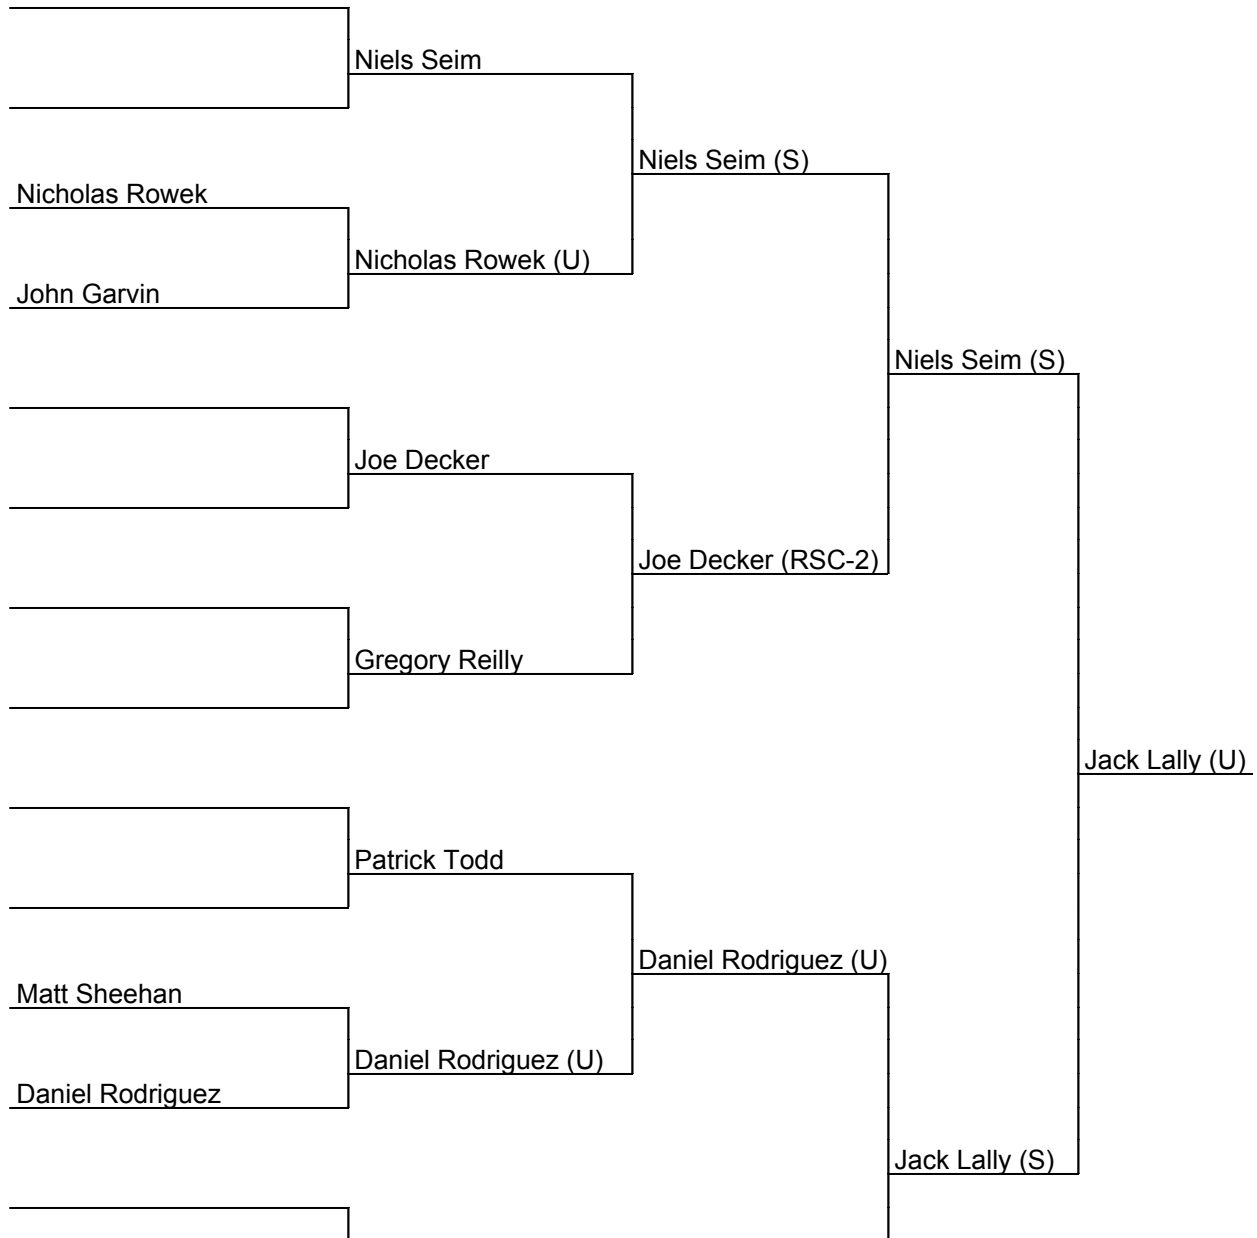 Niels Seim
Niels Seim (S)
Nicholas Rowek
Nicholas Rowek (U)
John Garvin
Niels Seim (S)
Joe Decker
Joe Decker (RSC-2)
Gregory Reilly
Jack Lally (U)
Patrick Todd
Daniel Rodriguez (U)
Matt Sheehan
Daniel Rodriguez (U)
Daniel Rodriguez
Jack Lally (S)